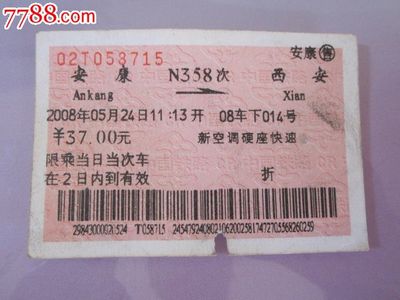 7788.com
02T058715 安康售
安康 N358次 西安
Ankang Xian
2008年05月24日11:13开 08车下014号
¥37.00元 新空调硬座快速
限乘当日当次车
在2日内到有效 折